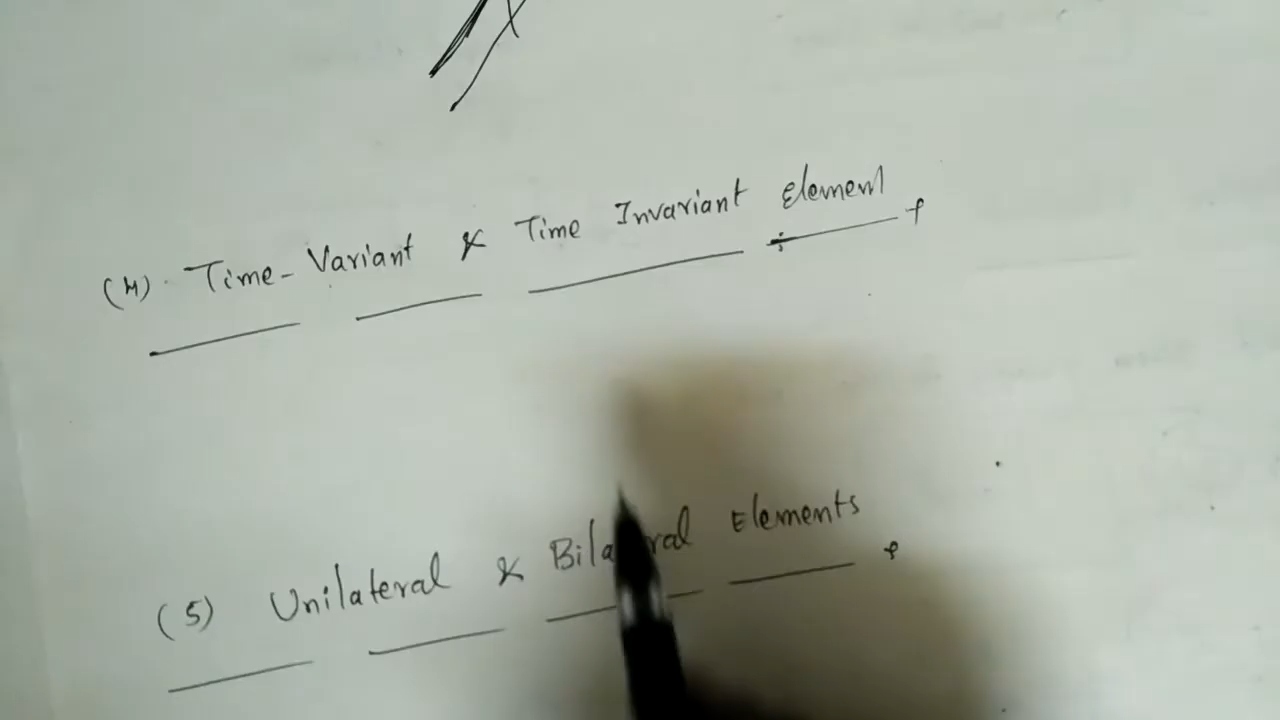 (4) Time-Variant & Time Invariant Element
(5) Unilateral & Bilateral Elements